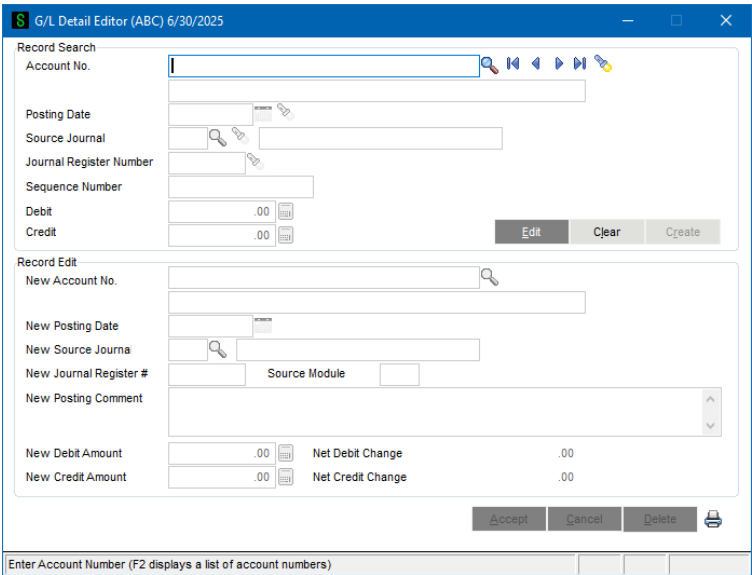 G/L Detail Editor (ABC) 6/30/2025
Record Search
Account No.
Posting Date
Source Journal
Journal Register Number
Sequence Number
Debit .00
Credit .00 Edit Clear Create
Record Edit
New Account No.
New Posting Date
New Source Journa
New Journal Register # Source Module
New Posting Comment
New Debit Amount .00 Net Debit Change .00
New Credit Amount .00 Net Credit Change .00
Accept Cancel Delete
Enter Account Number (F2 displays a list of account numbers)